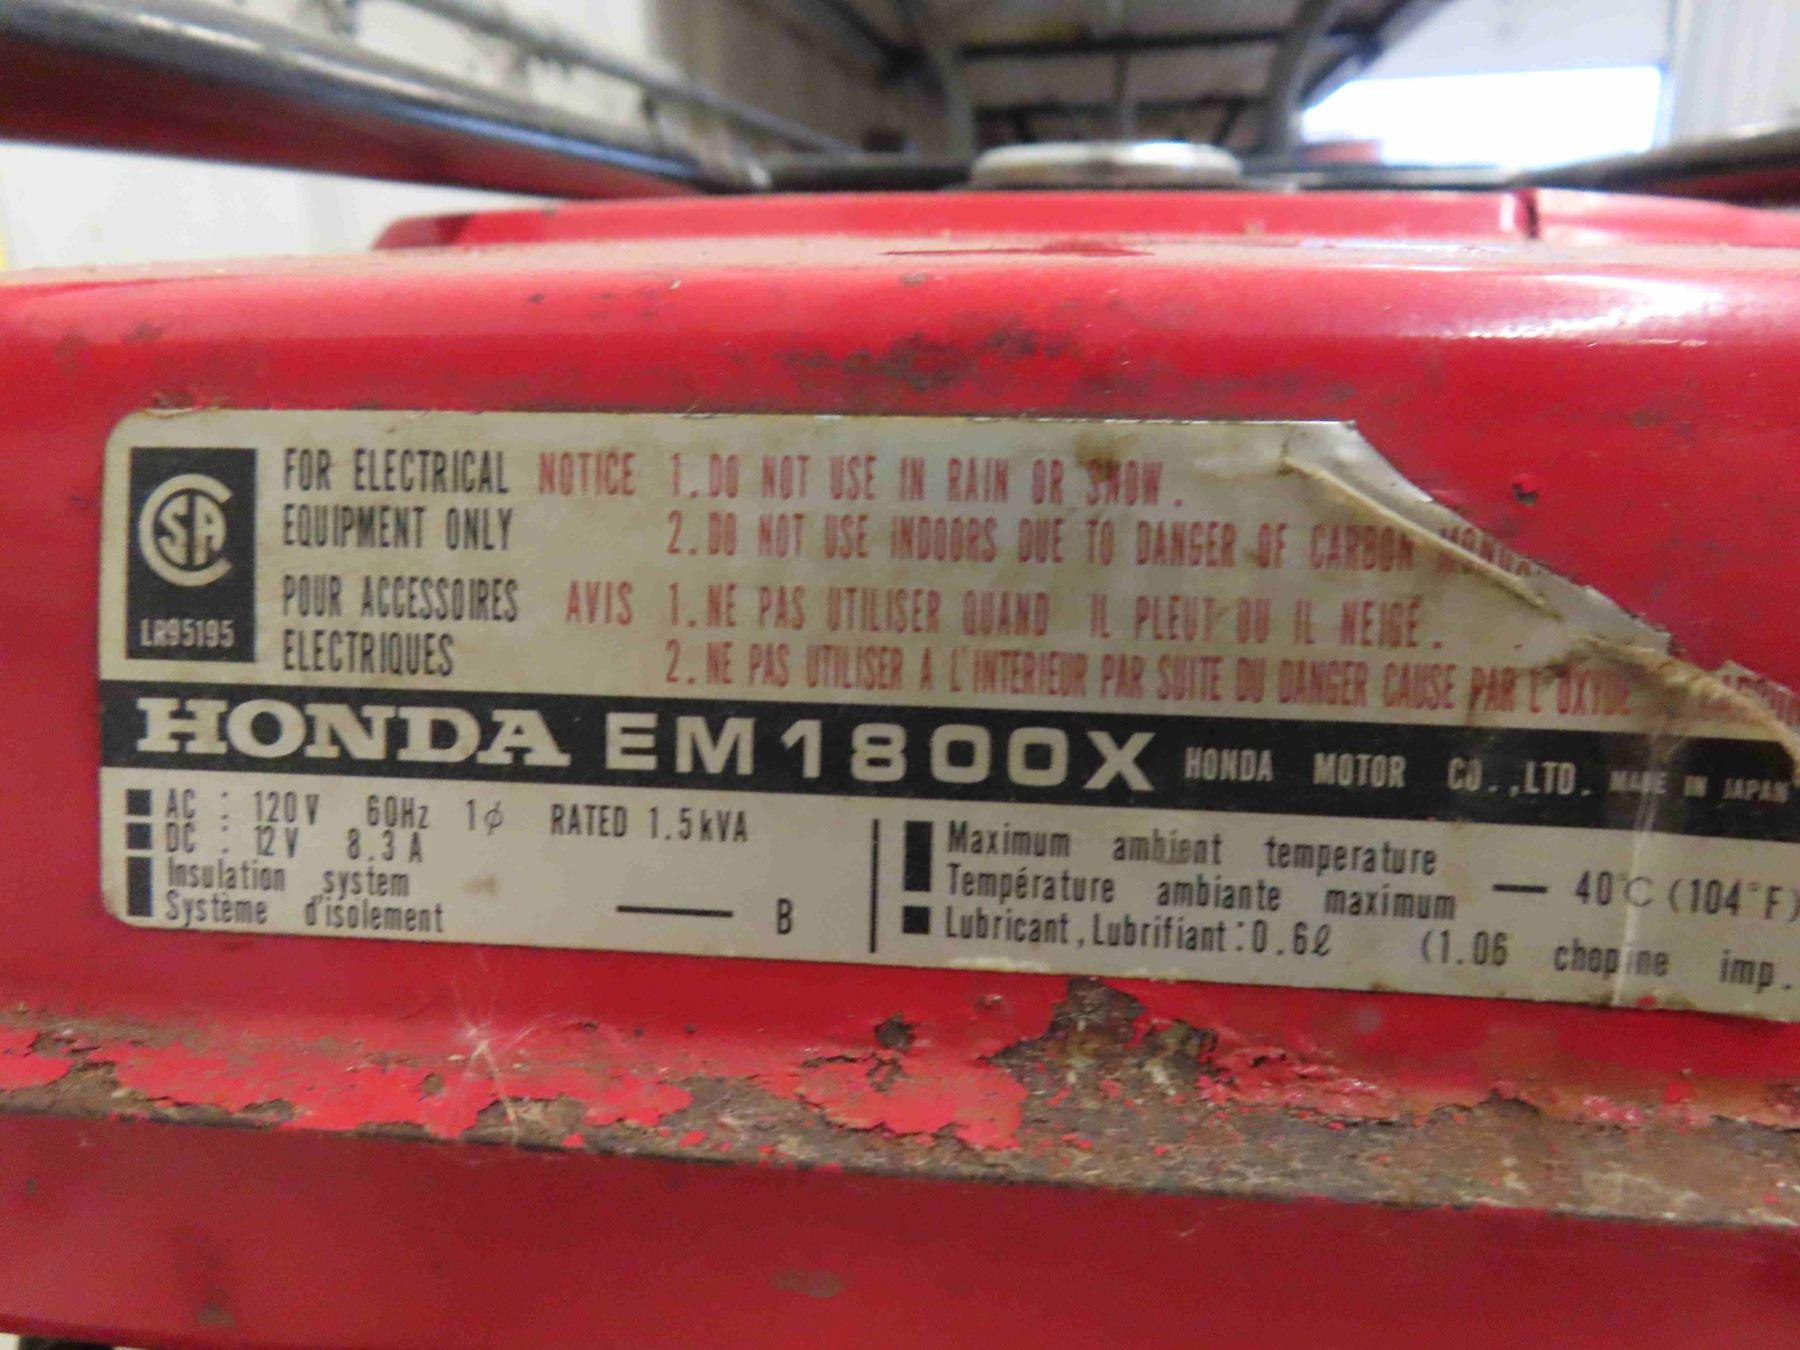 CSA
LR95195
FOR ELECTRICAL
EQUIPMENT ONLY
POUR ACCESSOIRES
ELECTRIQUES
NOTICE 1. DO NOT USE IN RAIN OR SNOW.
2. DO NOT USE INDOORS DUE TO DANGER OF CARBON
AVIS 1. NE PAS UTILISER QUAND IL PLEUT OU IL NEIGE.
2. NE PAS UTILISER A L'INTERIEUR PAR SUITE DU DANGER CAUSE PAR L'OXYDE
HONDA EM1800X HONDA MOTOR CO.,LTD. MADE IN JAPAN
AC : 120V 60Hz 1φ RATED 1.5kVA
DC : 12V 8.3A
Insulation system
Système d'isolement — B
Maximum ambient temperature
Température ambiante maximum — 40°C (104°F)
Lubricant, Lubrifiant : 0.6ℓ (1.06 chopine imp.